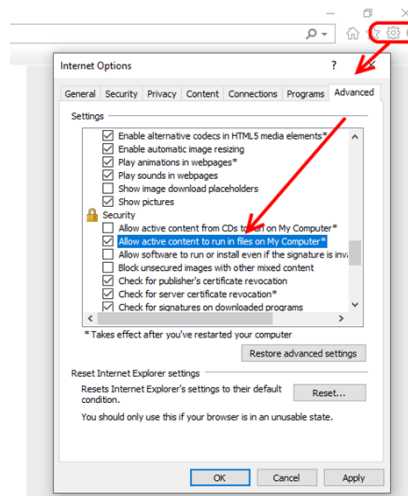 Internet Options
?
General Security Privacy Content Connections Programs Advanced
Settings
Enable alternative codecs in HTML5 media elements*
Enable automatic image resizing
Play animations in webpages*
Play sounds in webpages
Show image download placeholders
Show pictures
Security
Allow active content from CDs to run on My Computer*
Allow active content to run in files on My Computer*
Allow software to run or install even if the signature is inva
Block unsecured images with other mixed content
Check for publisher's certificate revocation
Check for server certificate revocation*
Check for signatures on downloaded programs
* Takes effect after you've restarted your computer
Restore advanced settings
Reset Internet Explorer settings
Resets Internet Explorer's settings to their default
condition.
Reset...
You should only use this if your browser is in an unusable state.
OK Cancel Apply